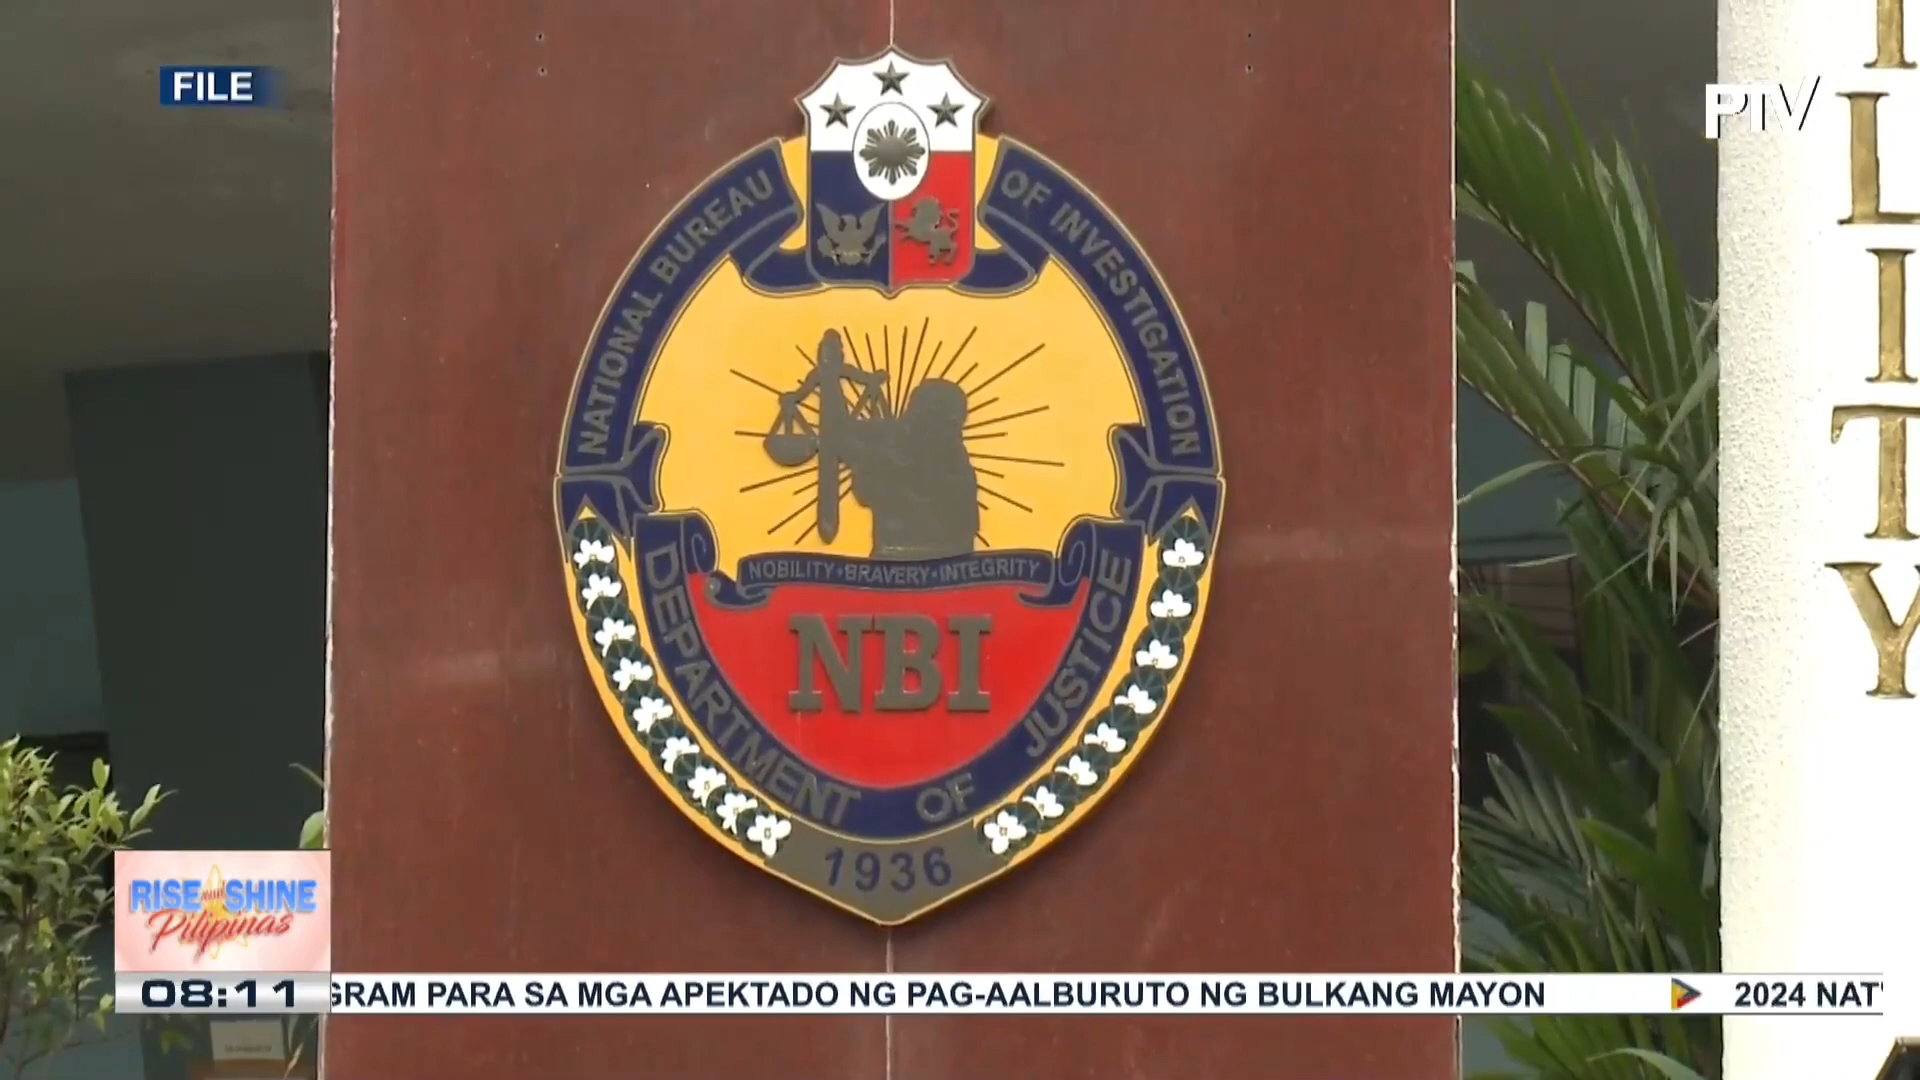 FILE
PTV
NATIONAL BUREAU
OF INVESTIGATION
NOBILITY•BRAVERY•INTEGRITY
NBI
DEPARTMENT OF JUSTICE
1936
L
I
T
Y
RISE and SHINE
Pilipinas
08:11
GRAM PARA SA MGA APEKTADO NG PAG-AALBURUTO NG BULKANG MAYON
2024 NAT